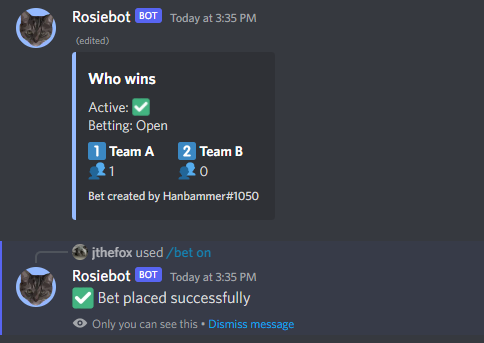 Rosiebot BOT Today at 3:35 PM
(edited)
Who wins
Active: ✅
Betting: Open
1 Team A 2 Team B
👥 1 👥 0
Bet created by Hanbammer#1050
jthefox used /bet on
Rosiebot BOT Today at 3:35 PM
✅ Bet placed successfully
Only you can see this • Dismiss message